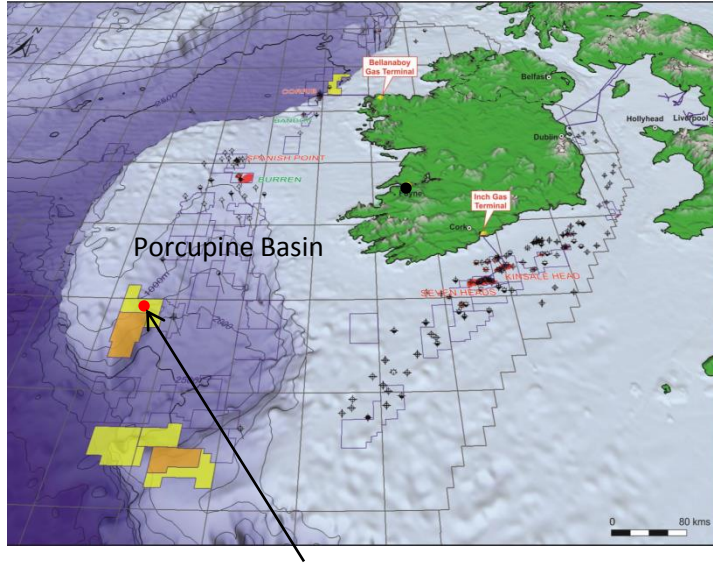 Bellanaboy
Gas Terminal
Belfast
CORRIB
Hollyhead
Liverpool
Dublin
SPANISH POINT
BURREN
Inch Gas
Terminal
Cork
Porcupine Basin
KINSALE HEAD
SEVEN HEADS
1000m
0 80 kms